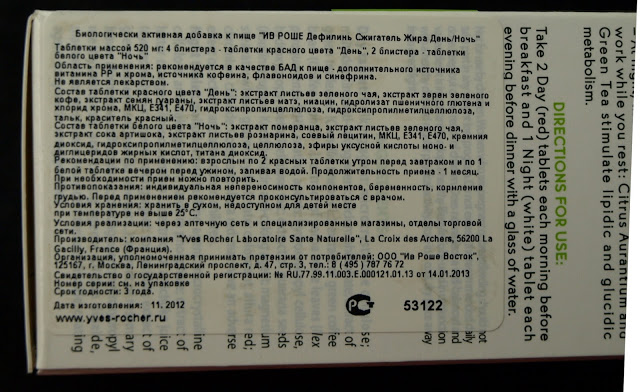 Биологически активная добавка к пище "ИВ РОШЕ Дефилинь Сжигатель Жира День/Ночь"
Таблетки массой 520 мг: 4 блистера - таблетки красного цвета "День", 2 блистера - таблетки
белого цвета "Ночь"
Область применения: рекомендуется в качестве БАД к пище - дополнительного источника
витамина РР и хрома, источника кофеина, флавоноидов и синефрина.
Не является лекарством.
Состав таблетки красного цвета "День": экстракт листьев зеленого чая, экстракт зерен зеленого
кофе, экстракт семян гуараны, экстракт листьев матэ, ниацин, гидролизат пшеничного глютена и
хлорид хрома, МКЦ, Е341, Е470, гидроксипропилцеллюлоза, гидроксипропилметилцеллюлоза,
тальк, краситель красный.
Состав таблетки белого цвета "Ночь": экстракт померанца, экстракт листьев зеленого чая,
экстракт сока артишока, экстракт листьев розмарина, соевый лецитин, МКЦ, Е341, Е470, кремния
диоксид, гидроксипропилметилцеллюлоза, целлюлоза, эфиры уксусной кислоты моно- и
диглицеридов жирных кислот, титана диоксид.
Рекомендации по применению: взрослым по 2 красных таблетки утром перед завтраком и по 1
белой таблетке вечером перед ужином, запивая водой. Продолжительность приема - 1 месяц.
При необходимости прием можно повторить.
Противопоказания: индивидуальная непереносимость компонентов, беременность, кормление
грудью. Перед применением рекомендуется проконсультироваться с врачом.
Условия хранения: хранить в сухом, недоступном для детей месте
при температуре не выше 25°С.
Условия реализации: через аптечную сеть и специализированные магазины, отделы торговой
сети.
Производитель: компания "Yves Rocher Laboratoire Sante Naturelle", La Croix des Archers, 56200 La
Gacilly, France (Франция).
Организация, уполномоченная принимать претензии от потребителей: ООО "Ив Роше Восток",
125167, г. Москва, Ленинградский проспект, д. 47, стр. 3, тел.: 8 ( 495 ) 787 76 72
Свидетельство о государственной регистрации: № RU.77.99.11.003.Е.000121.01.13 от 14.01.2013
Номер серии: см. на упаковке
Срок годности: 3 года.
Дата изготовления: 11. 2012
www.yves-rocher.ru
53122
work while you rest: Citrus Aurantium and
Green Tea stimulate lipidic and glucidic
metabolism.
DIRECTIONS FOR USE:
Take 2 Day (red) tablets each morning before
breakfast and 1 Night (white) tablet each
evening before dinner with a glass of water.